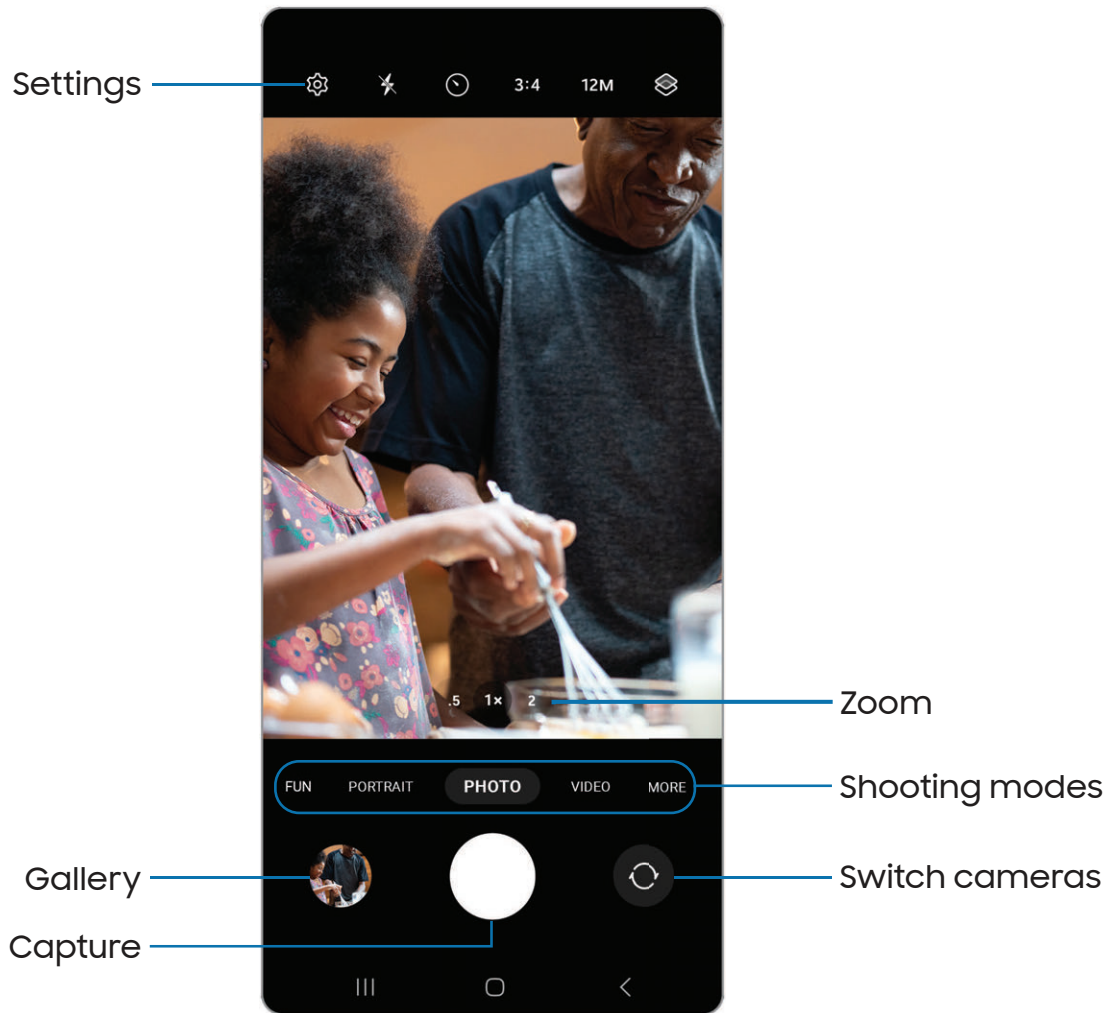 Settings
3:4
12M
.5 1× 2
Zoom
FUN PORTRAIT PHOTO VIDEO MORE
Shooting modes
Gallery
Switch cameras
Capture